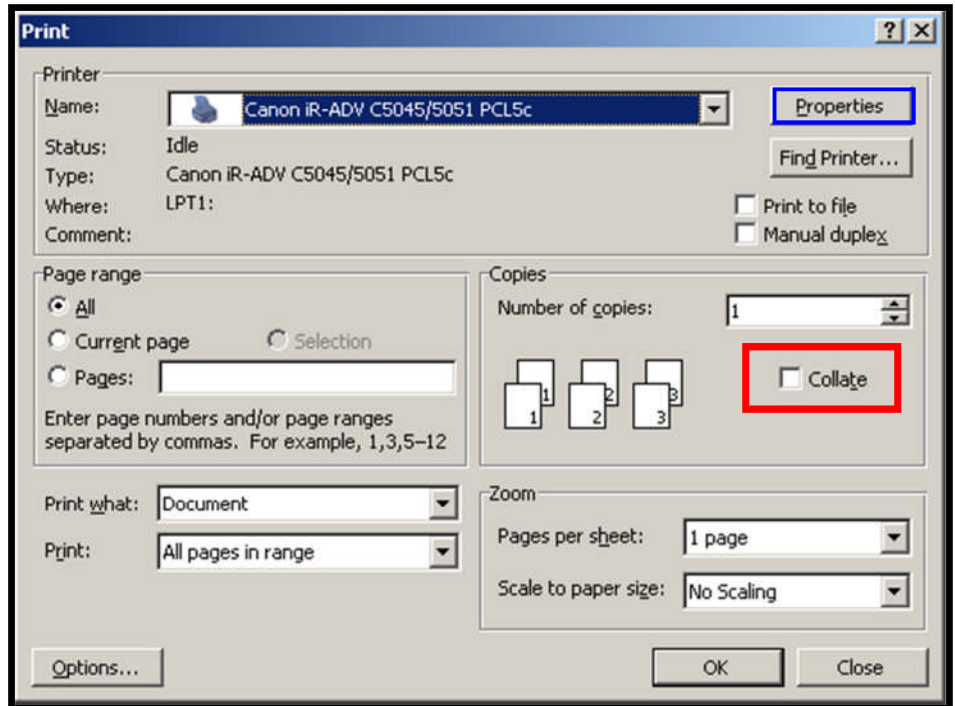 Print
Printer
Name: Canon iR-ADV C5045/5051 PCL5c Properties
Status: Idle Find Printer...
Type: Canon iR-ADV C5045/5051 PCL5c
Where: LPT1: Print to file
Comment: Manual duplex
Page range
All
Current page Selection
Pages:
Enter page numbers and/or page ranges
separated by commas. For example, 1,3,5–12
Copies
Number of copies: 1
1 2 3
1 2 3
Collate
Print what: Document
Print: All pages in range
Zoom
Pages per sheet: 1 page
Scale to paper size: No Scaling
Options... OK Close